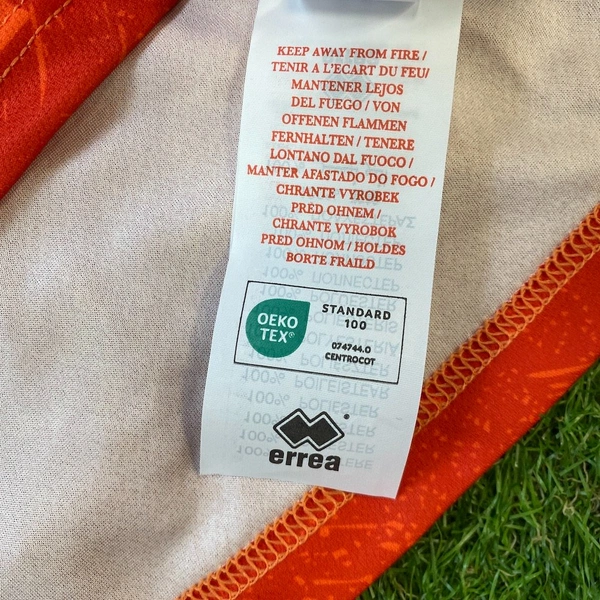 KEEP AWAY FROM FIRE /
TENIR A L'ECART DU FEU/
MANTENER LEJOS
DEL FUEGO / VON
OFFENEN FLAMMEN
FERNHALTEN / TENERE
LONTANO DAL FUOCO /
MANTER AFASTADO DO FOGO /
CHRANTE VYROBEK
PRED OHNEM /
CHRANTE VYROBOK
PRED OHNOM / HOLDES
BORTE FRAILD
OEKO
TEX®
STANDARD
100
074744.0
CENTROCOT
errea